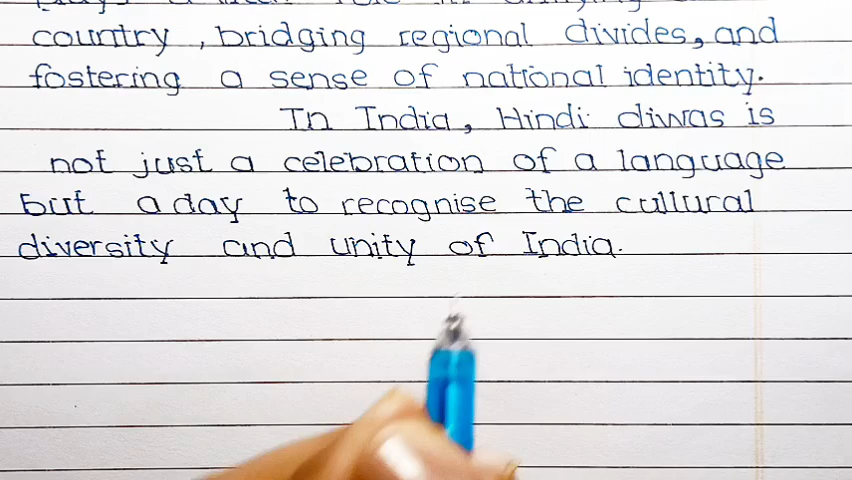 country, bridging regional divides, and
fostering a sense of national identity.
In India, Hindi diwas is
not just a celebration of a language
but a day to recognise the cultural
diversity and unity of India.